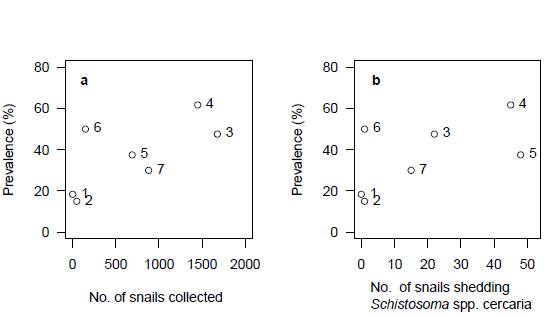 a
b
Prevalence (%)
80
60
40
20
0
1
2
3
4
5
6
7
0 500 1000 1500 2000
No. of snails collected
Prevalence (%)
80
60
40
20
0
1
2
3
4
5
6
7
0 10 20 30 40 50
No. of snails shedding
Schistosoma spp. cercaria